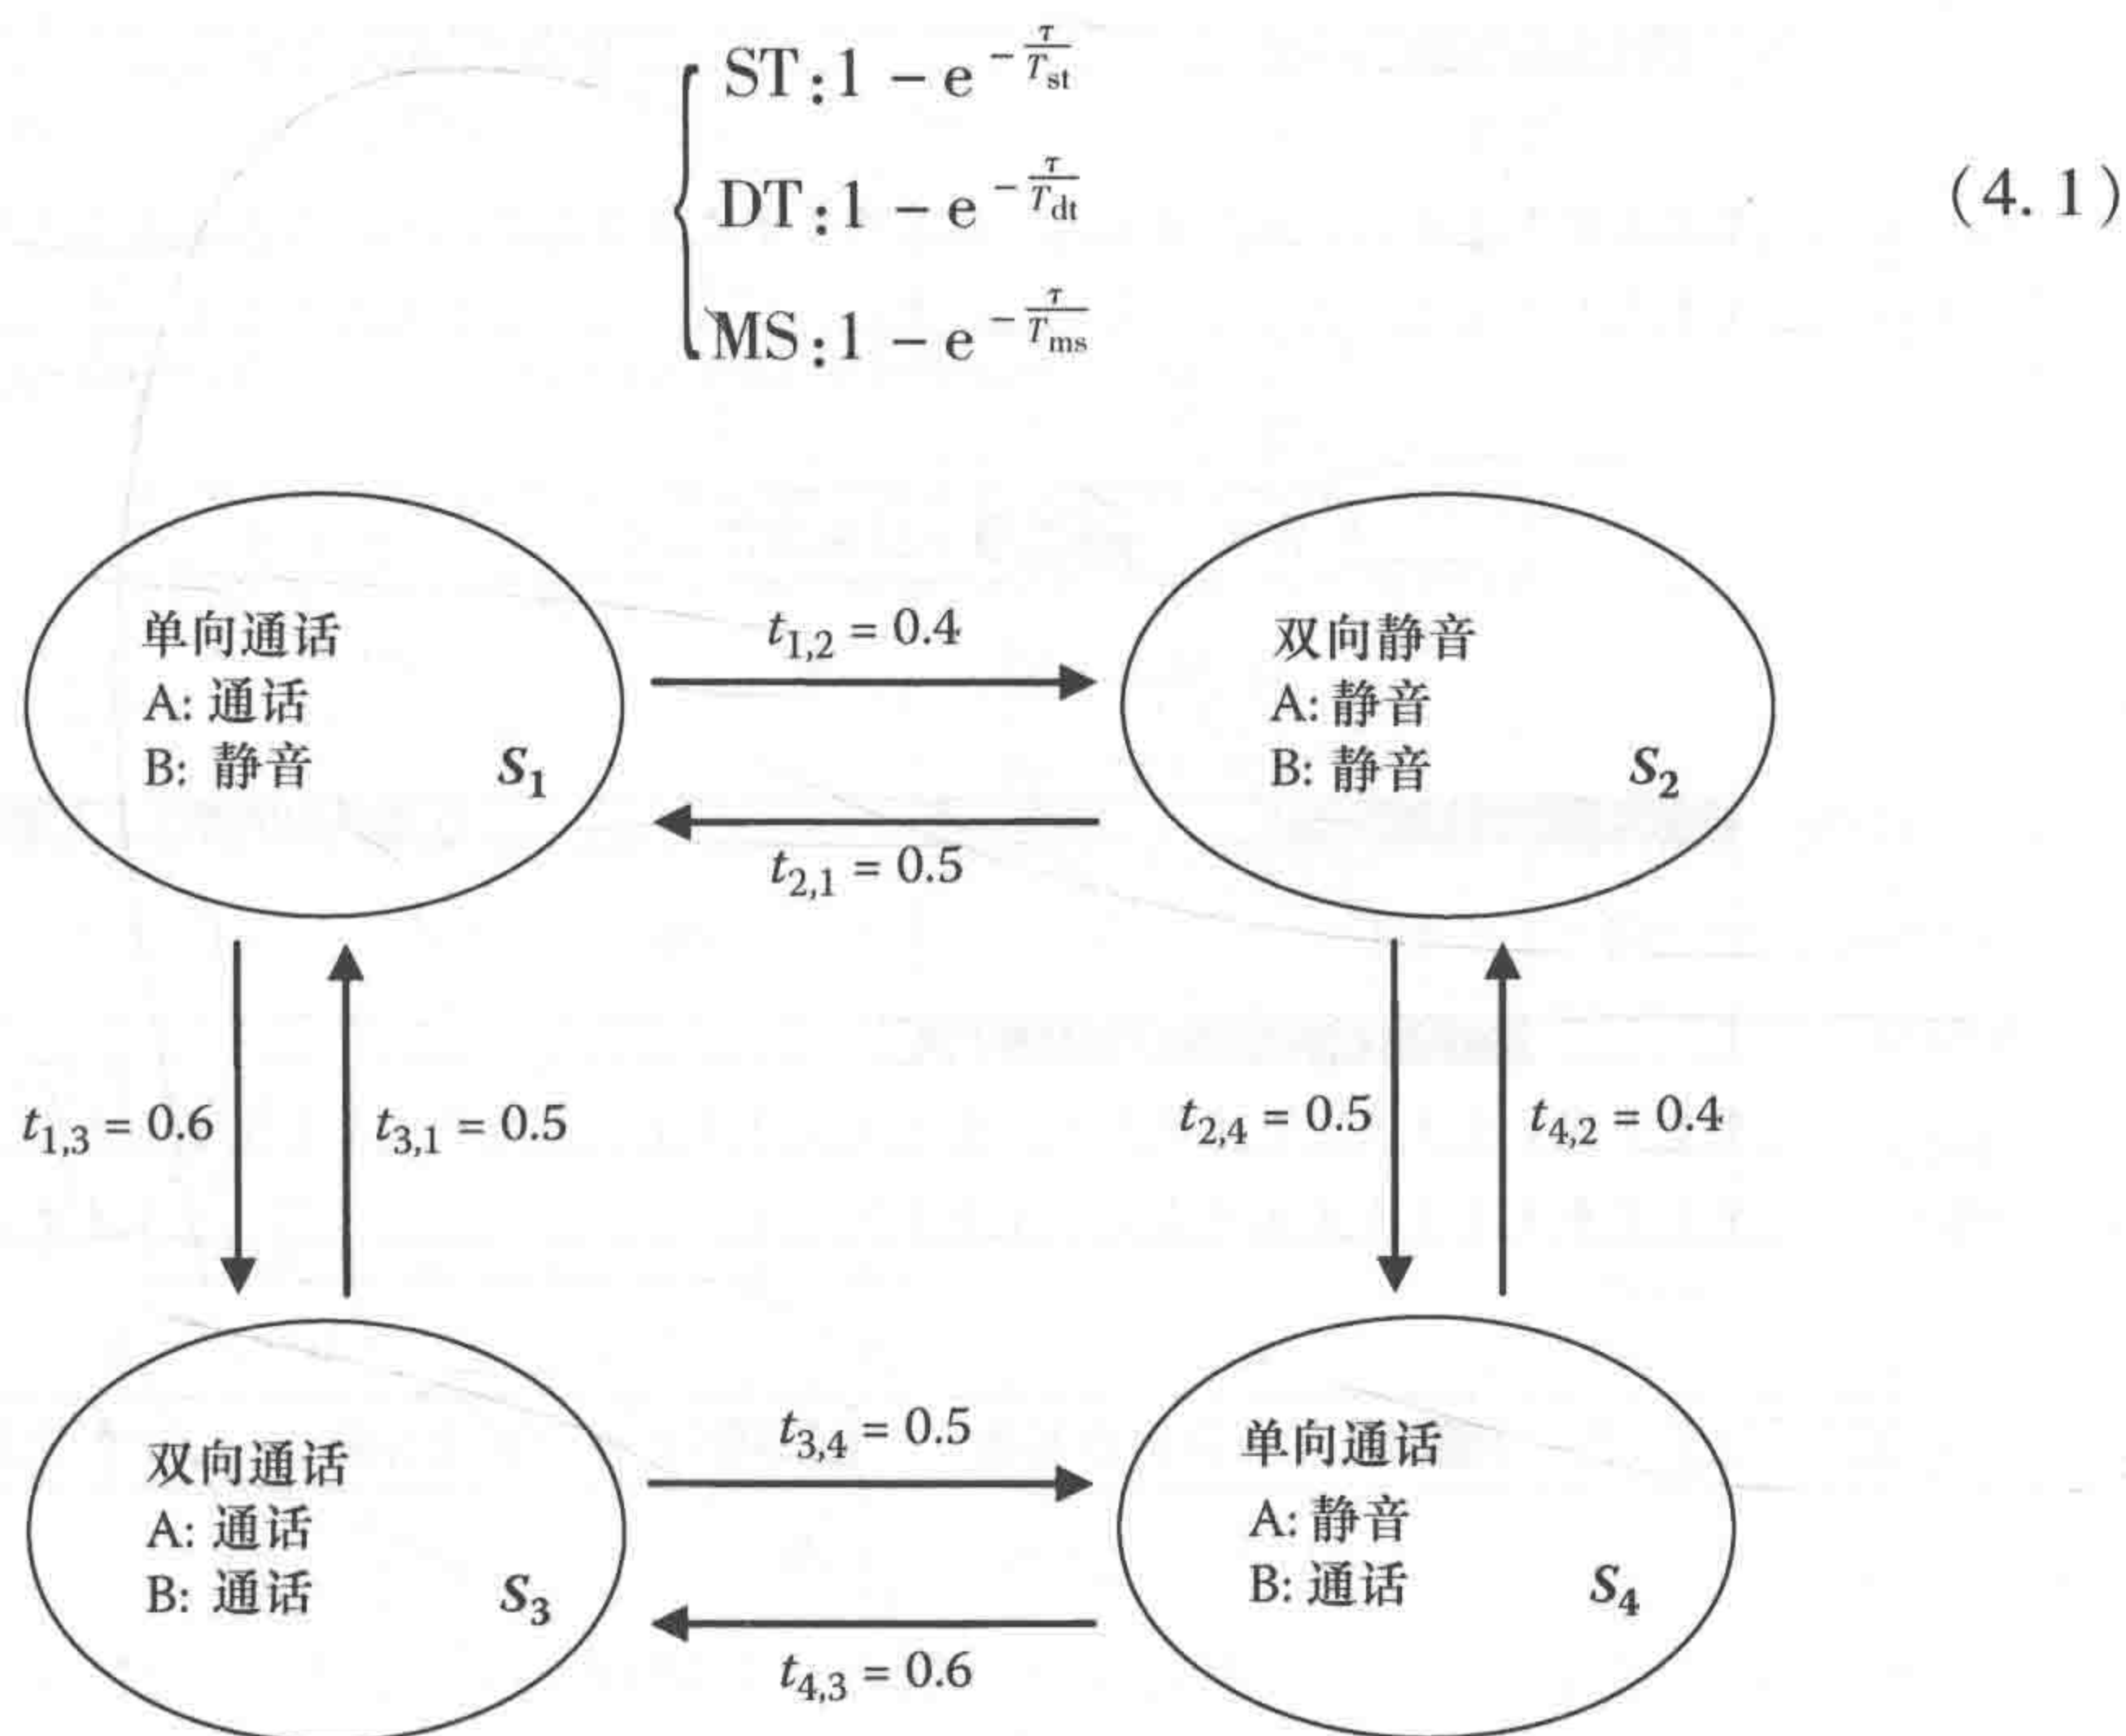 ST:1 − e^{−τ/T_st}
DT:1 − e^{−τ/T_dt}
(4.1)
MS:1 − e^{−τ/T_ms}
单向通话
A: 通话
B: 静音
S₁
t₁,₂ = 0.4
t₂,₁ = 0.5
双向静音
A: 静音
B: 静音
S₂
t₁,₃ = 0.6
t₃,₁ = 0.5
t₂,₄ = 0.5
t₄,₂ = 0.4
双向通话
A: 通话
B: 通话
S₃
t₃,₄ = 0.5
t₄,₃ = 0.6
单向通话
A: 静音
B: 通话
S₄